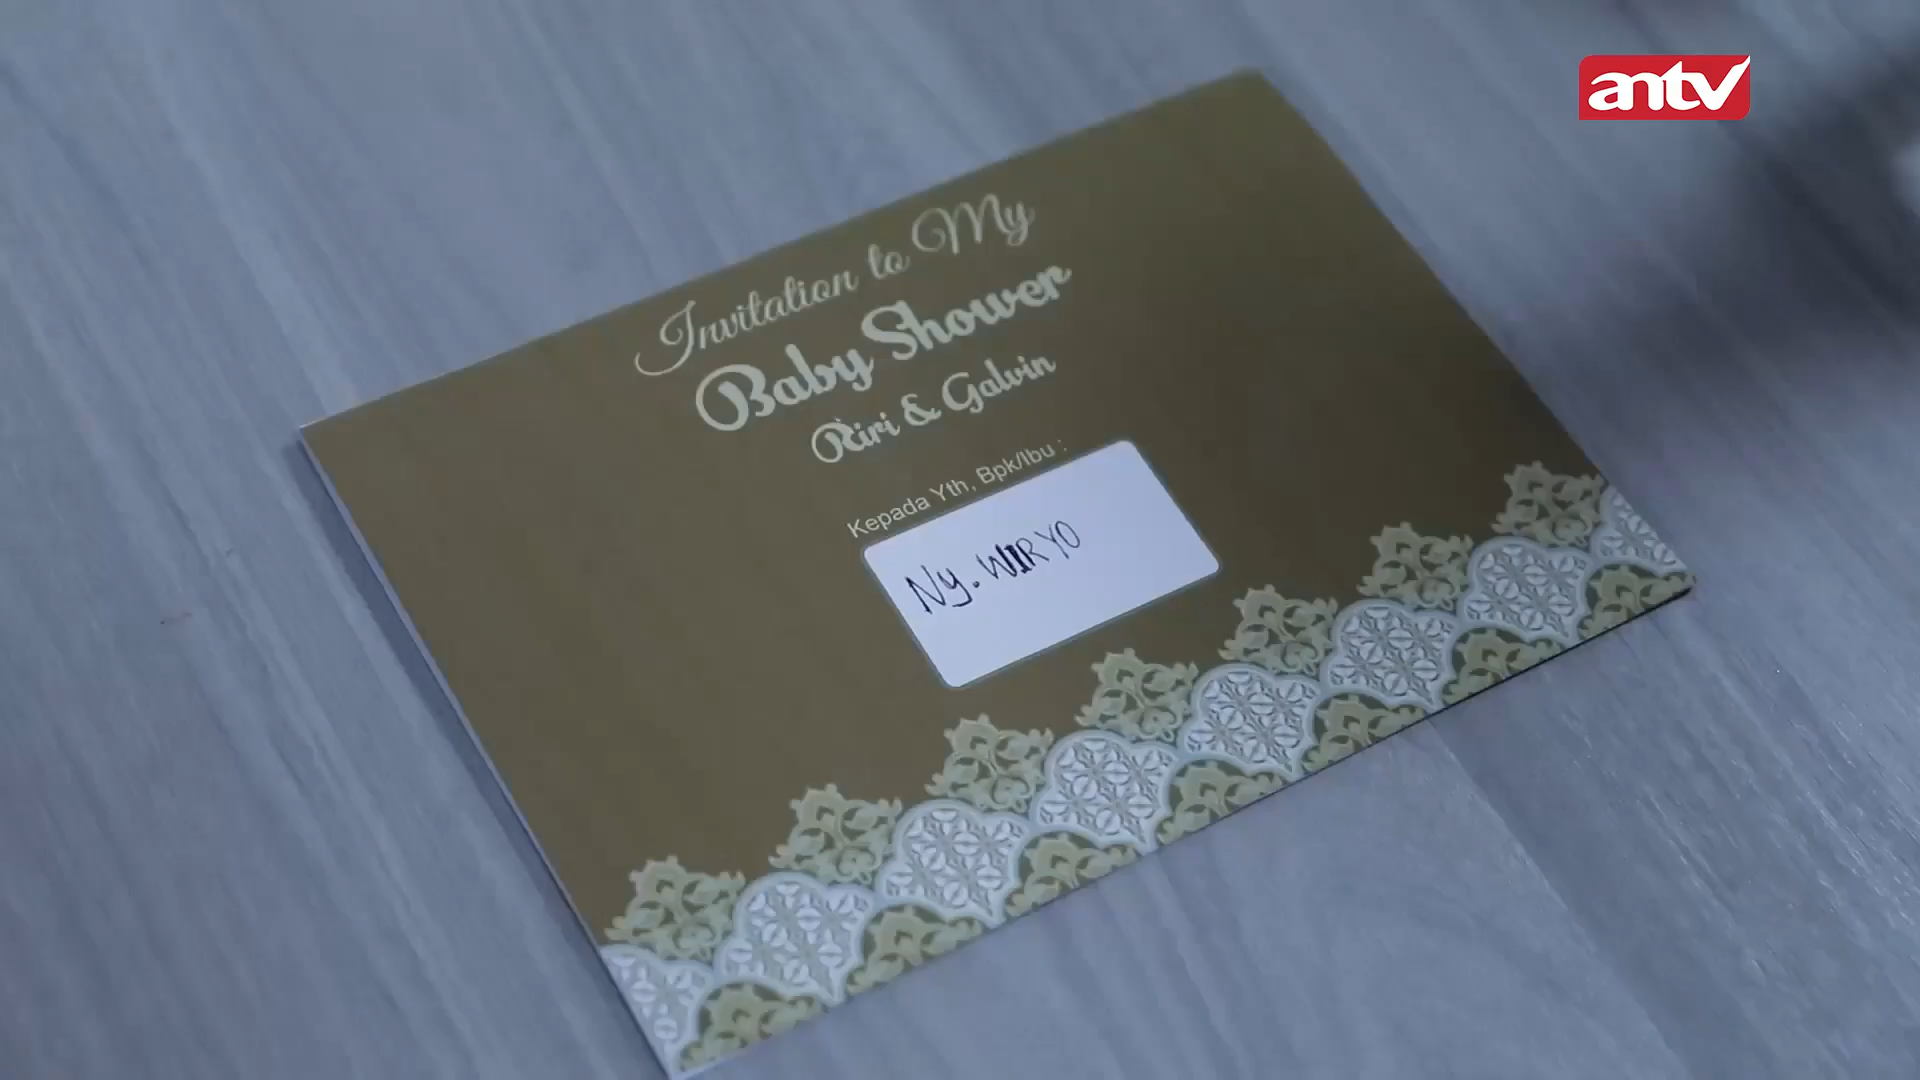 antv
Invitation to My
Baby Shower
Riri & Galvin
Kepada Yth, Bpk/Ibu :
Ny. WIRYO